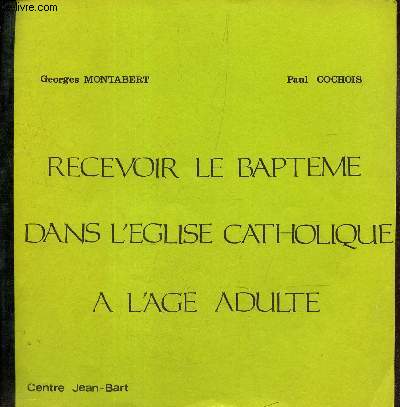 Georges MONTABERT Paul COCHOIS
RECEVOIR LE BAPTEME
DANS L'EGLISE CATHOLIQUE
A L'AGE ADULTE
Centre Jean-Bart